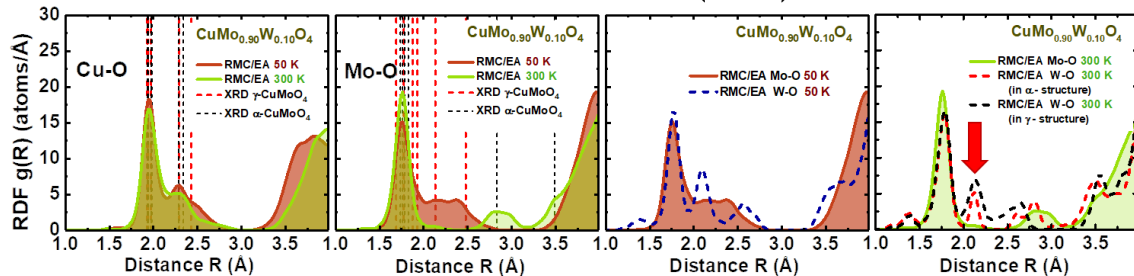 RDF g(R) (atoms/Å)
40
35
30
25
20
15
10
5
0
CuMo0.90W0.10O4
Cu-O
RMC/EA 50 K
RMC/EA 300 K
XRD γ-CuMoO4
XRD α-CuMoO4
1.0 1.5 2.0 2.5 3.0 3.5
Distance R (Å)
CuMo0.90W0.10O4
Mo-O
RMC/EA 50 K
RMC/EA 300 K
XRD γ-CuMoO4
XRD α-CuMoO4
1.0 1.5 2.0 2.5 3.0 3.5
Distance R (Å)
CuMo0.90W0.10O4
RMC/EA Mo-O 50 K
RMC/EA W-O 50 K
1.0 1.5 2.0 2.5 3.0 3.5
Distance R (Å)
CuMo0.90W0.10O4
RMC/EA Mo-O 300 K
RMC/EA W-O 300 K
(in α- structure)
RMC/EA W-O 300 K
(in γ- structure)
1.0 1.5 2.0 2.5 3.0 3.5 4.0
Distance R (Å)